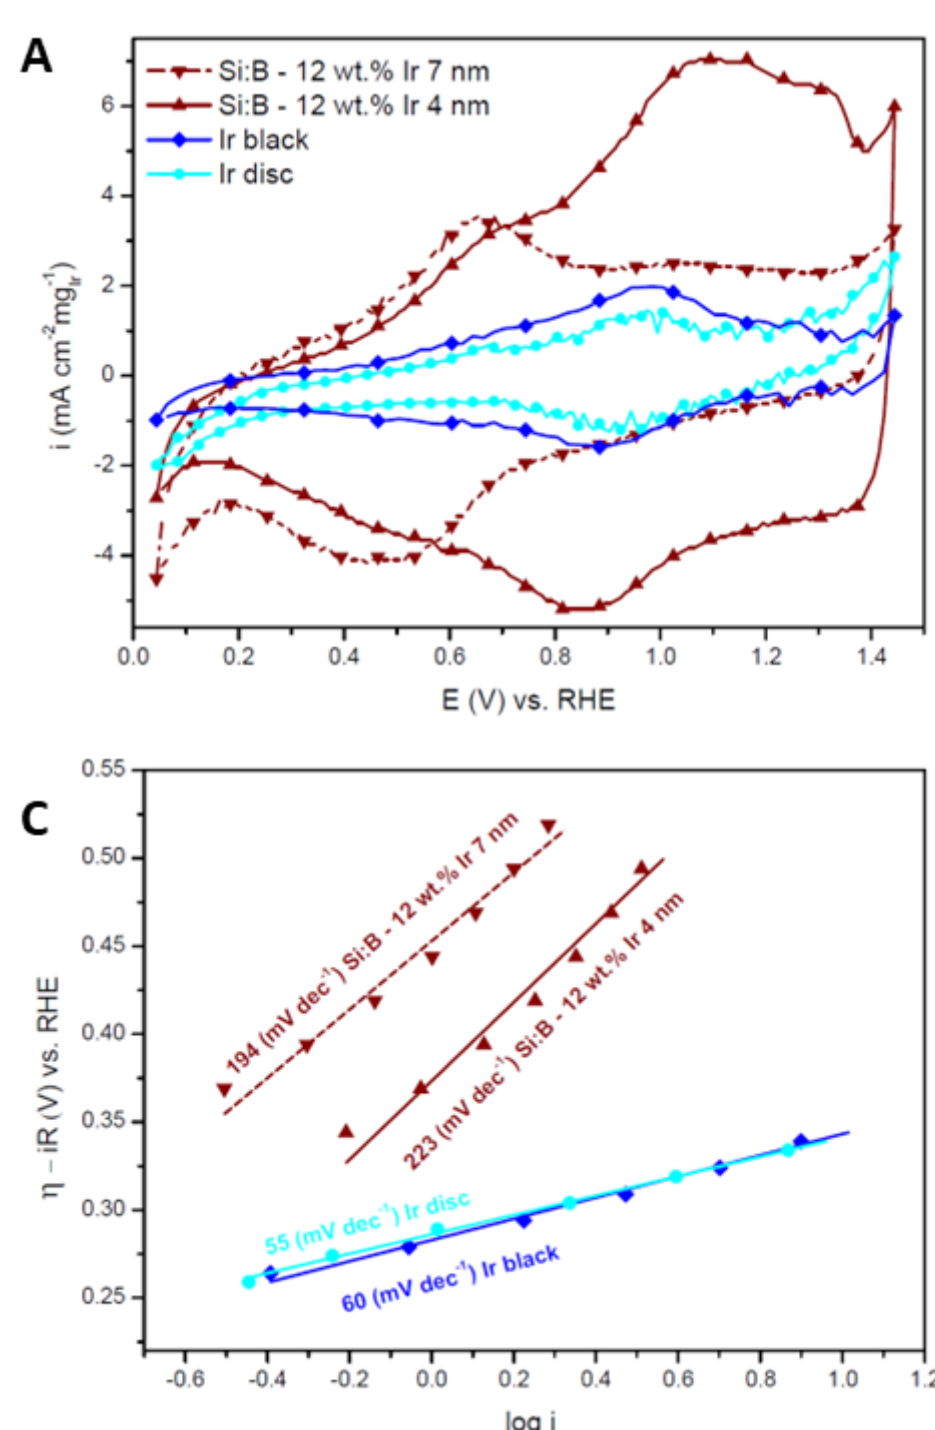 A
Si:B - 12 wt.% Ir 7 nm
Si:B - 12 wt.% Ir 4 nm
Ir black
Ir disc
6
4
2
0
-2
-4
i (mA cm⁻²mg⁻¹Ir)
0.0 0.2 0.4 0.6 0.8 1.0 1.2 1.4
E (V) vs. RHE
C
0.55
0.50
0.45
0.40
0.35
0.30
0.25
η – iR (V) vs. RHE
194 (mV dec⁻¹) Si:B - 12 wt.% Ir 7 nm
223 (mV dec⁻¹) Si:B - 12 wt.% Ir 4 nm
55 (mV dec⁻¹) Ir disc
60 (mV dec⁻¹) Ir black
-0.6 -0.4 -0.2 0.0 0.2 0.4 0.6 0.8 1.0 1.2
log i